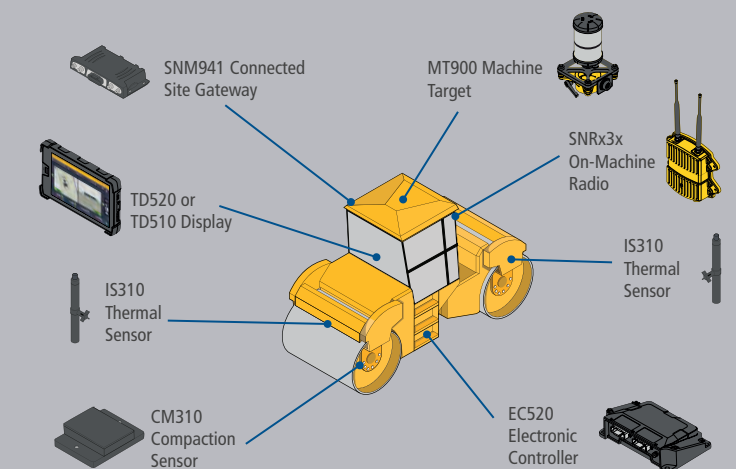 SNM941 Connected
Site Gateway
MT900 Machine
Target
SNRx3x
On-Machine
Radio
TD520 or
TD510 Display
IS310
Thermal
Sensor
IS310
Thermal
Sensor
CM310
Compaction
Sensor
EC520
Electronic
Controller